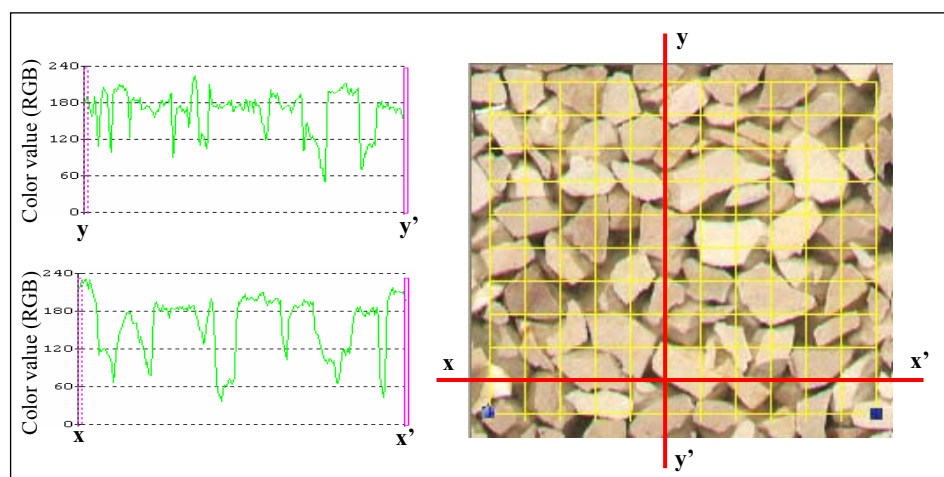 Color value (RGB)
240
180
120
60
0
y
y’
Color value (RGB)
240
180
120
60
0
x
x’
y
x
x’
y’